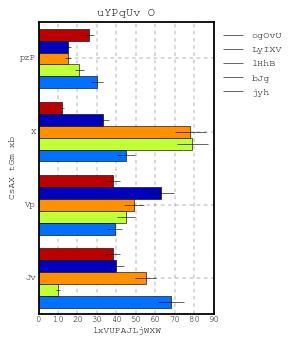 uYPqUv O
ogOvU
LyIXV
lHhB
bJg
jyh
CsAX tGm xb
pzP
X
Vp
Jv
0 10 20 30 40 50 60 70 80 90
lxVUPAJLjWXW